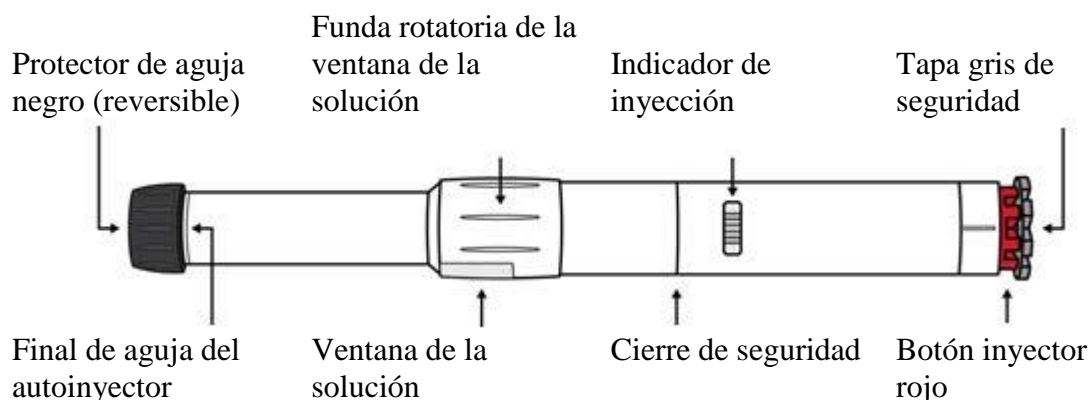 Protector de aguja
negro (reversible)
Funda rotatoria de la
ventana de la
solución
Indicador de
inyección
Tapa gris de
seguridad
Final de aguja del
autoinyector
Ventana de la
solución
Cierre de seguridad
Botón inyector
rojo